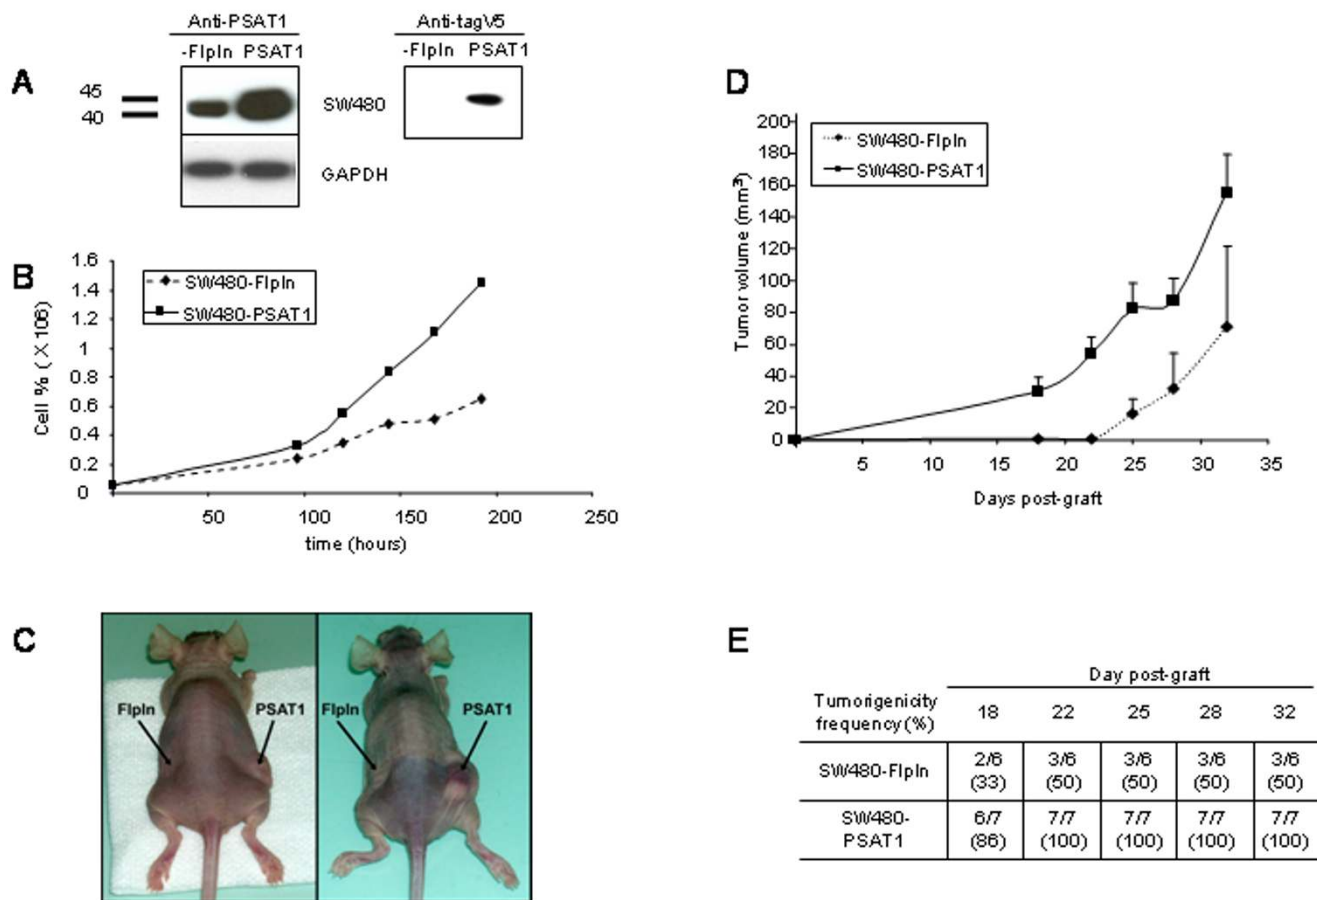 A
Anti-PSAT1
-FlpIn PSAT1
45
40
SW480
GAPDH
Anti-tagV5
-FlpIn PSAT1
B
Cell % ( X 106)
1.6
1.4
1.2
1
0.8
0.6
0.4
0.2
0
SW480-FlpIn
SW480-PSAT1
50 100 150 200 250
time (hours)
C
FlpIn PSAT1
FlpIn PSAT1
D
Tumor volume (mm³)
200
180
160
140
120
100
80
60
40
20
0
SW480-FlpIn
SW480-PSAT1
5 10 15 20 25 30 35
Days post-graft
E
Day post-graft
Tumorigenicity
frequency (%)
18 22 25 28 32
SW480-FlpIn
2/6 3/6 3/6 3/6 3/6
(33) (50) (50) (50) (50)
SW480-
PSAT1
6/7 7/7 7/7 7/7 7/7
(86) (100) (100) (100) (100)